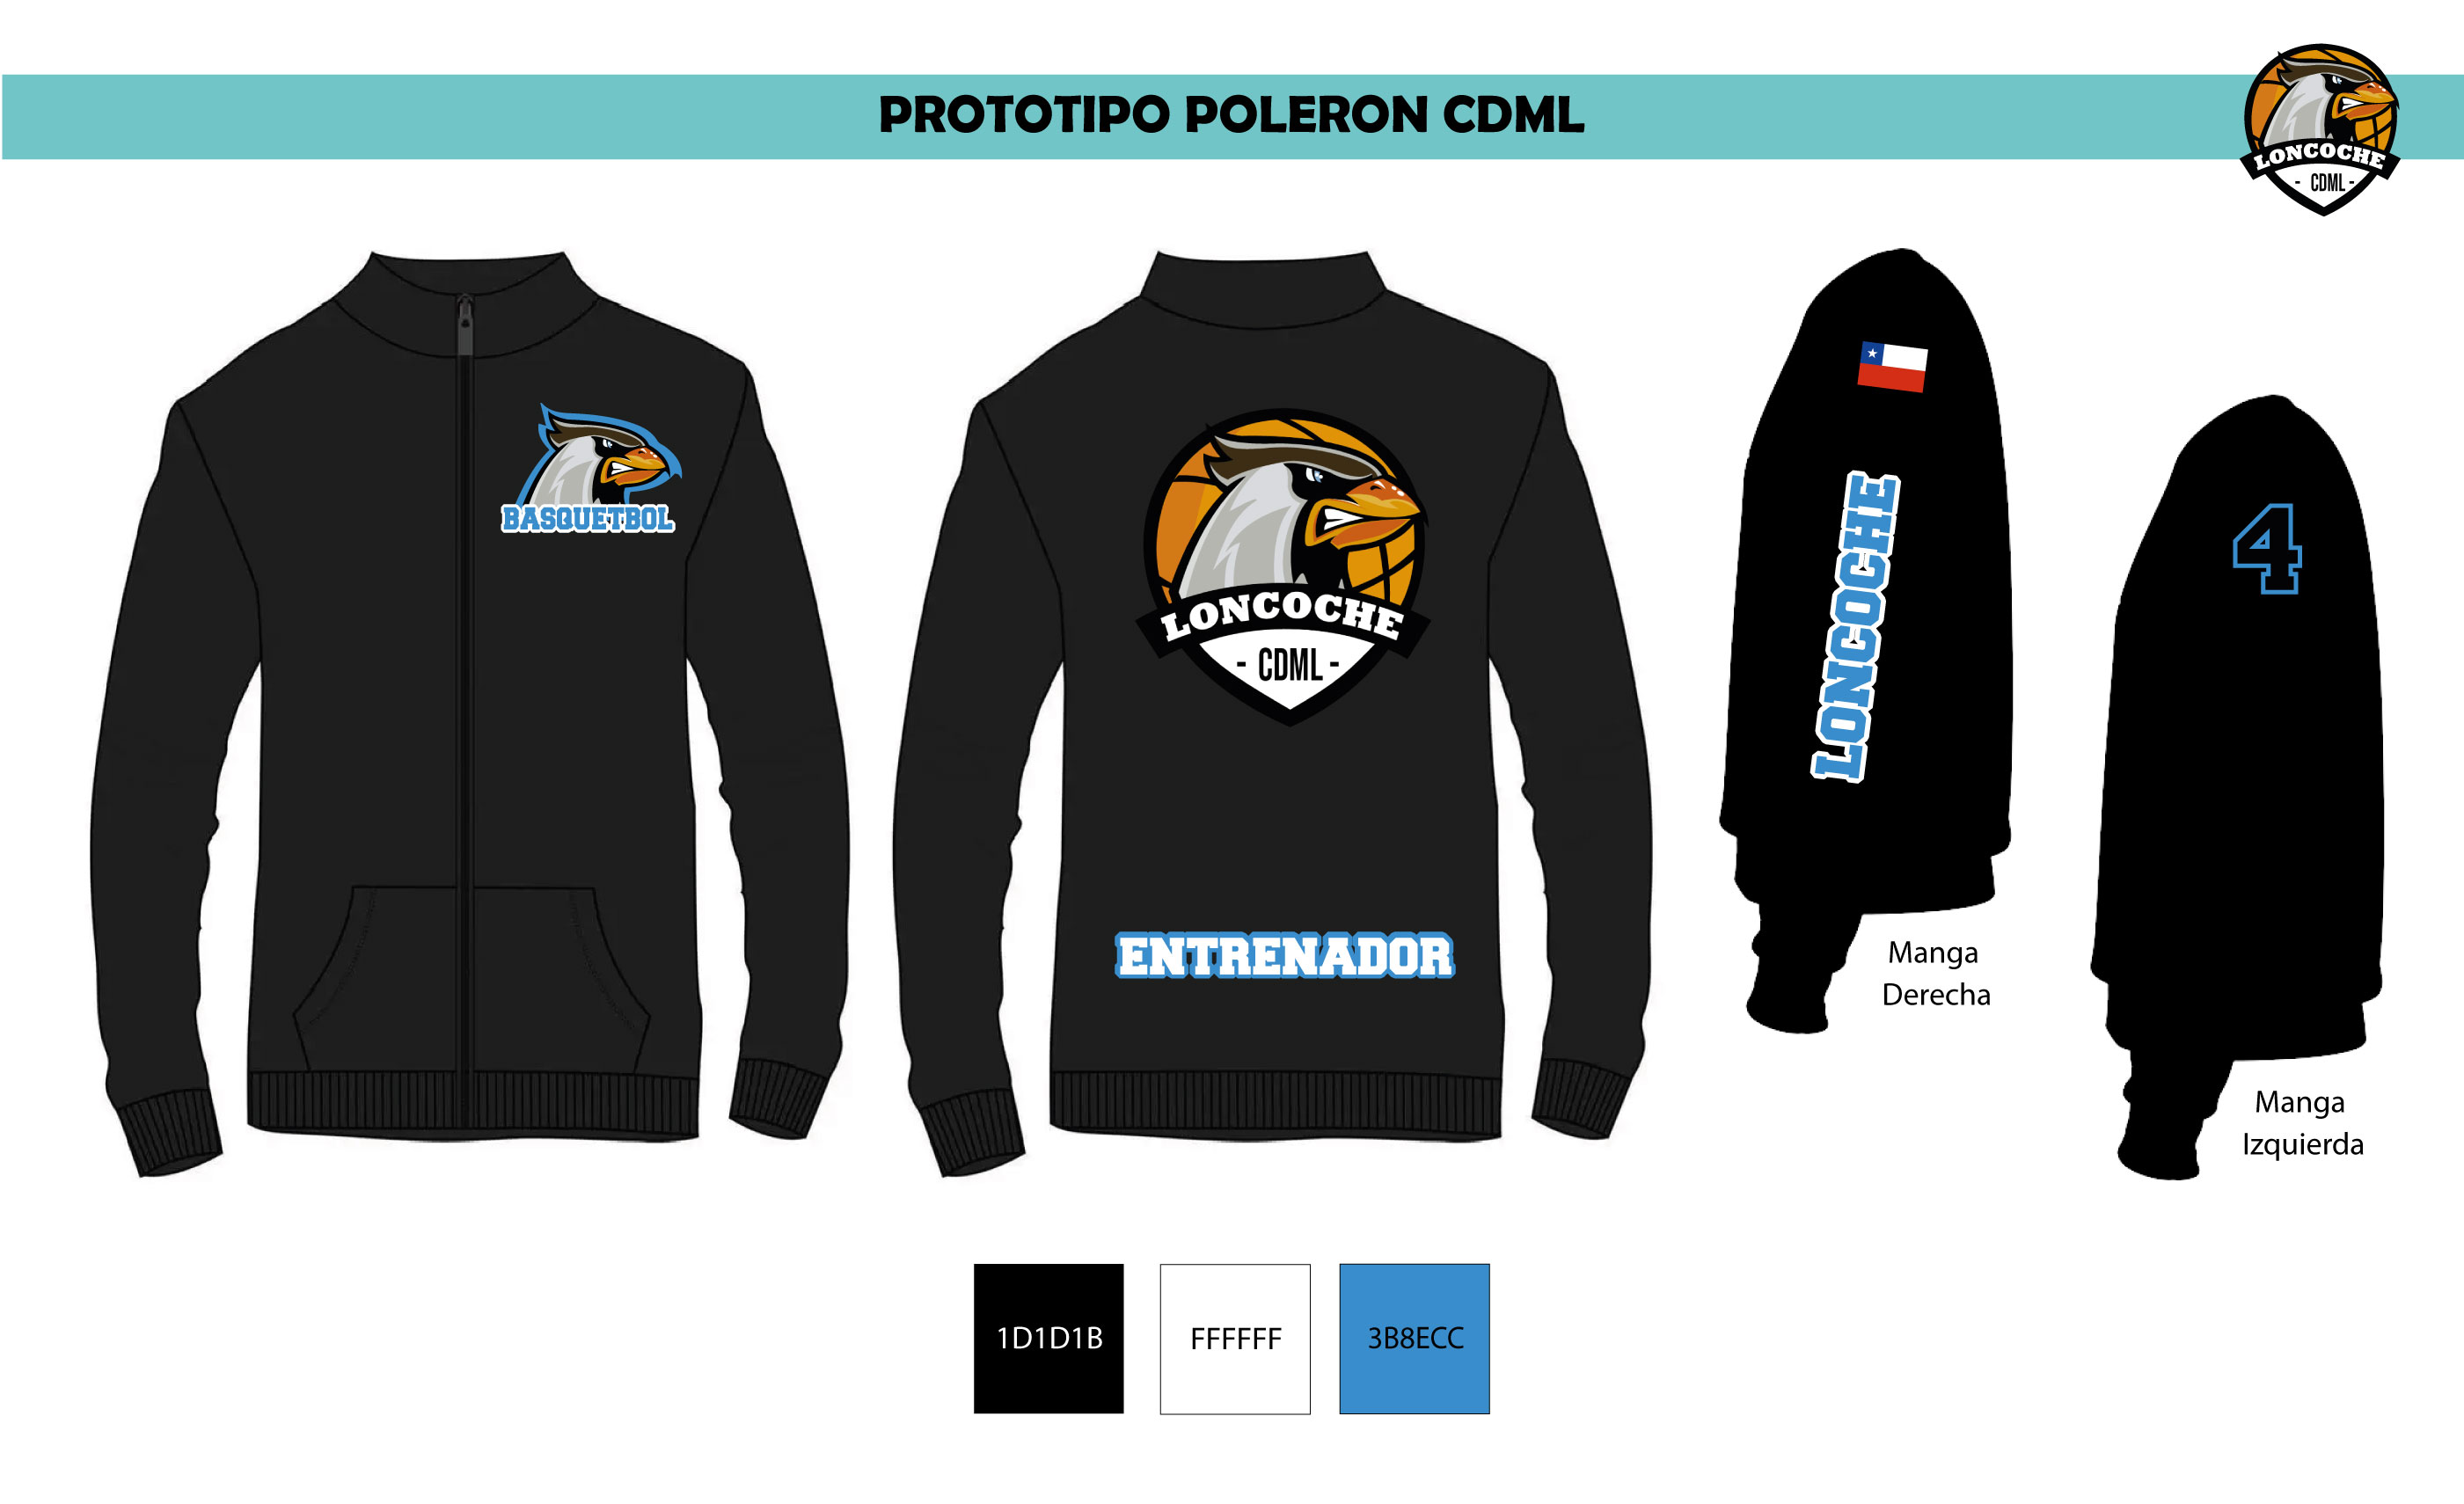 PROTOTIPO POLERON CDML
LONCOCHE
- CDML -
BASQUETBOL
LONCOCHE
- CDML -
ENTRENADOR
LONCOCHE
Manga
Derecha
4
Manga
Izquierda
1D1D1B
FFFFFF
3B8ECC